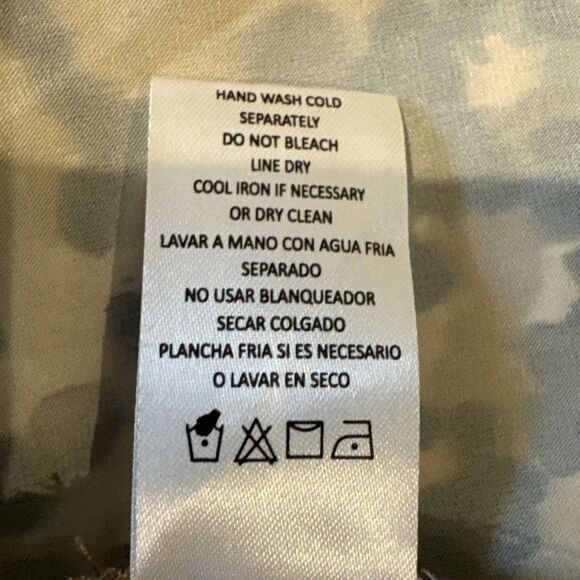 HAND WASH COLD
SEPARATELY
DO NOT BLEACH
LINE DRY
COOL IRON IF NECESSARY
OR DRY CLEAN
LAVAR A MANO CON AGUA FRIA
SEPARADO
NO USAR BLANQUEADOR
SECAR COLGADO
PLANCHA FRIA SI ES NECESARIO
O LAVAR EN SECO